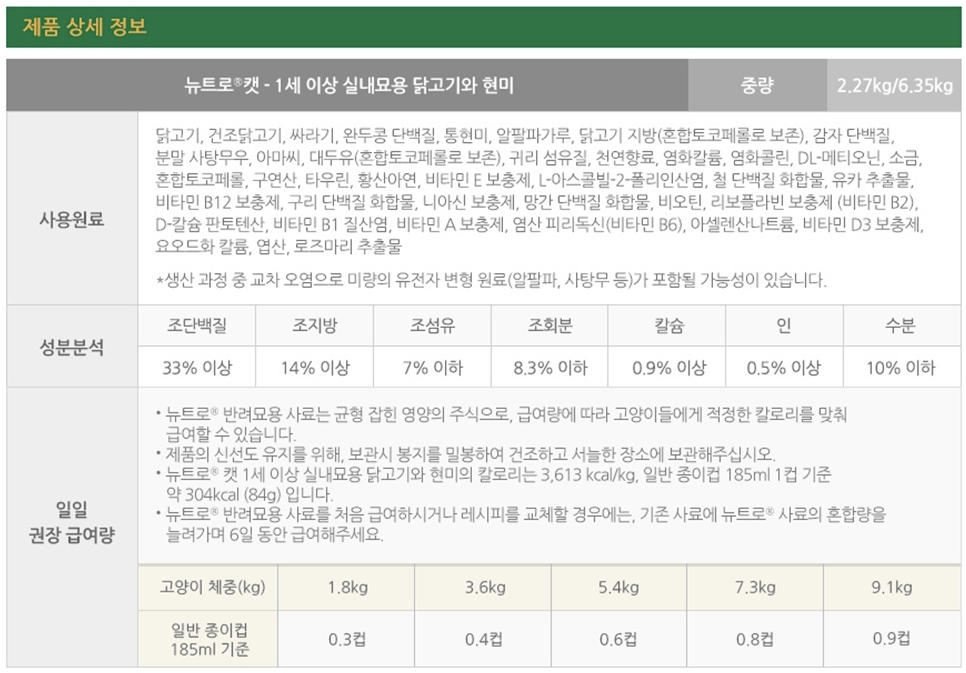 제품 상세 정보
뉴트로®캣 - 1세 이상 실내묘용 닭고기와 현미 중량 2.27kg/6.35kg
사용원료
닭고기, 건조닭고기, 싸라기, 완두콩 단백질, 통현미, 알팔파가루, 닭고기 지방(혼합토코페롤로 보존), 감자 단백질,
분말 사탕무우, 아마씨, 대두유(혼합토코페롤로 보존), 귀리 섬유질, 천연향료, 염화칼륨, 염화콜린, DL-메티오닌, 소금,
혼합토코페롤, 구연산, 타우린, 황산아연, 비타민 E 보충제, L-아스콜빌-2-폴리인산염, 철 단백질 화합물, 유카 추출물,
비타민 B12 보충제, 구리 단백질 화합물, 니아신 보충제, 망간 단백질 화합물, 비오틴, 리보플라빈 보충제 (비타민 B2),
D-칼슘 판토텐산, 비타민 B1 질산염, 비타민 A 보충제, 염산 피리독신(비타민 B6), 아셀렌산나트륨, 비타민 D3 보충제,
요오드화 칼륨, 엽산, 로즈마리 추출물
*생산 과정 중 교차 오염으로 미량의 유전자 변형 원료(알팔파, 사탕무 등)가 포함될 가능성이 있습니다.
성분분석
조단백질 조지방 조섬유 조회분 칼슘 인 수분
33% 이상 14% 이상 7% 이하 8.3% 이하 0.9% 이상 0.5% 이상 10% 이하
일일
권장 급여량
• 뉴트로® 반려묘용 사료는 균형 잡힌 영양의 주식으로, 급여량에 따라 고양이들에게 적정한 칼로리를 맞춰
급여할 수 있습니다.
• 제품의 신선도 유지를 위해, 보관시 봉지를 밀봉하여 건조하고 서늘한 장소에 보관해주십시오.
• 뉴트로® 캣 1세 이상 실내묘용 닭고기와 현미의 칼로리는 3,613 kcal/kg, 일반 종이컵 185ml 1컵 기준
약 304kcal (84g) 입니다.
• 뉴트로® 반려묘용 사료를 처음 급여하시거나 레시피를 교체할 경우에는, 기존 사료에 뉴트로® 사료의 혼합량을
늘려가며 6일 동안 급여해주세요.
고양이 체중(kg) 1.8kg 3.6kg 5.4kg 7.3kg 9.1kg
일반 종이컵
185ml 기준 0.3컵 0.4컵 0.6컵 0.8컵 0.9컵